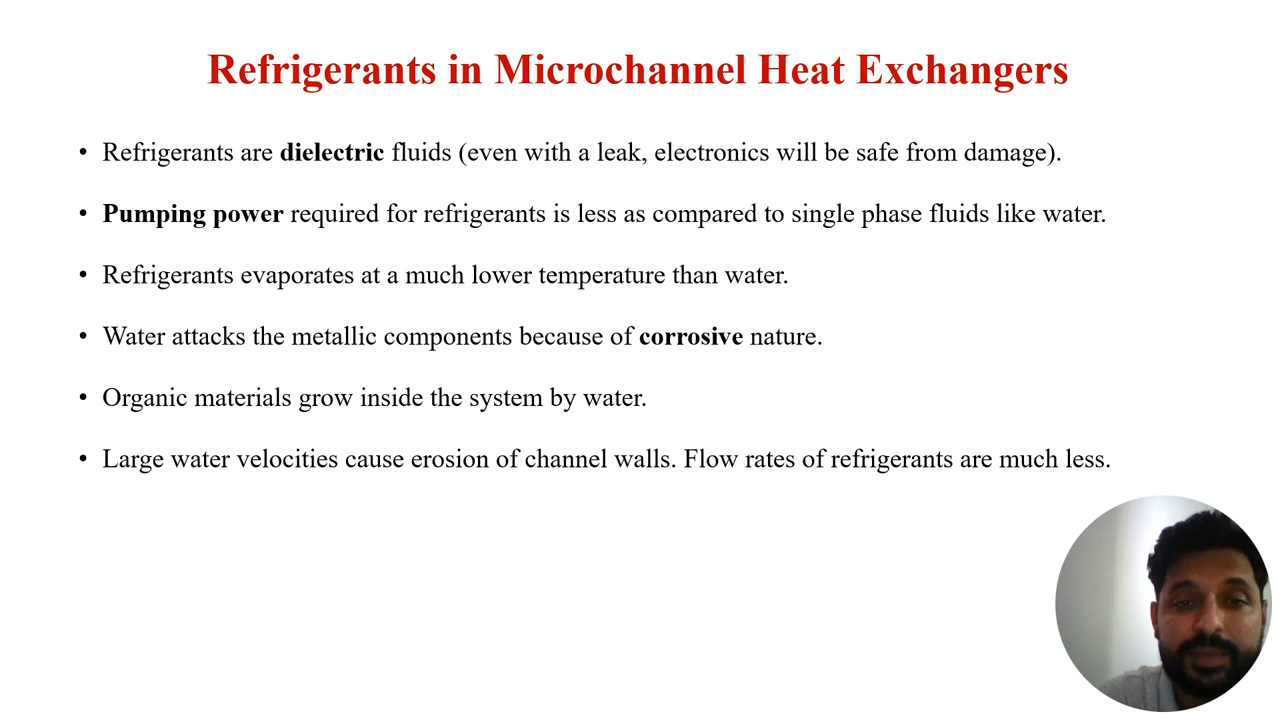 Refrigerants in Microchannel Heat Exchangers
• Refrigerants are dielectric fluids (even with a leak, electronics will be safe from damage).
• Pumping power required for refrigerants is less as compared to single phase fluids like water.
• Refrigerants evaporates at a much lower temperature than water.
• Water attacks the metallic components because of corrosive nature.
• Organic materials grow inside the system by water.
• Large water velocities cause erosion of channel walls. Flow rates of refrigerants are much less.